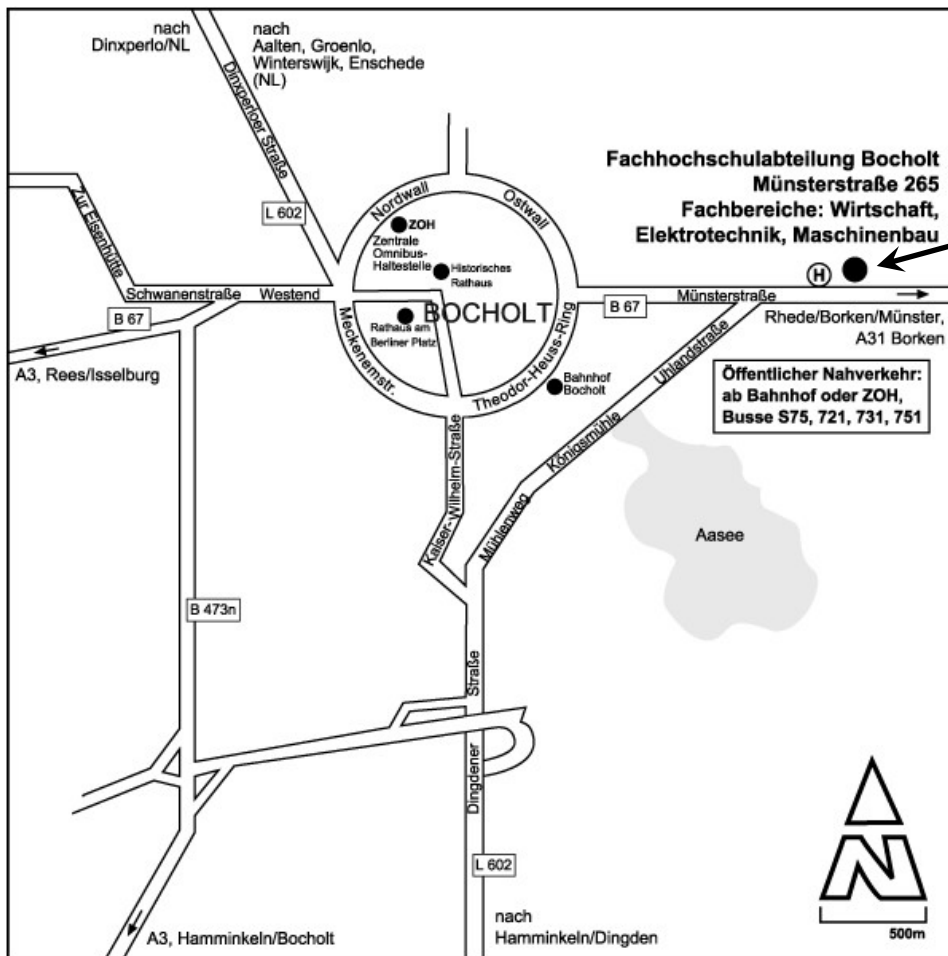 nach
Dinxperlo/NL
nach
Aalten, Groenlo,
Winterswijk, Enschede
(NL)
Dinxperloer Straße
L 602
Zur Eisenhütte
Nordwall
Ostwall
ZOH
Zentrale
Omnibus-
Haltestelle
Historisches
Rathaus
BOCHOLT
Rathaus am
Berliner Platz
Fachhochschulabteilung Bocholt
Münsterstraße 265
Fachbereiche: Wirtschaft,
Elektrotechnik, Maschinenbau
H
Schwanenstraße
Westend
B 67
B 67
Münsterstraße
Rhede/Borken/Münster,
A31 Borken
A3, Rees/Isselburg
Meckenemstr.
Theodor-Heuss-Ring
Bahnhof
Bocholt
Uhlandstraße
Königsmühle
Mühlenweg
Öffentlicher Nahverkehr:
ab Bahnhof oder ZOH,
Busse S75, 721, 731, 751
Kaiser-Wilhelm-Straße
Aasee
B 473n
Dingdener Straße
L 602
A3, Hamminkeln/Bocholt
nach
Hamminkeln/Dingden
N
500m